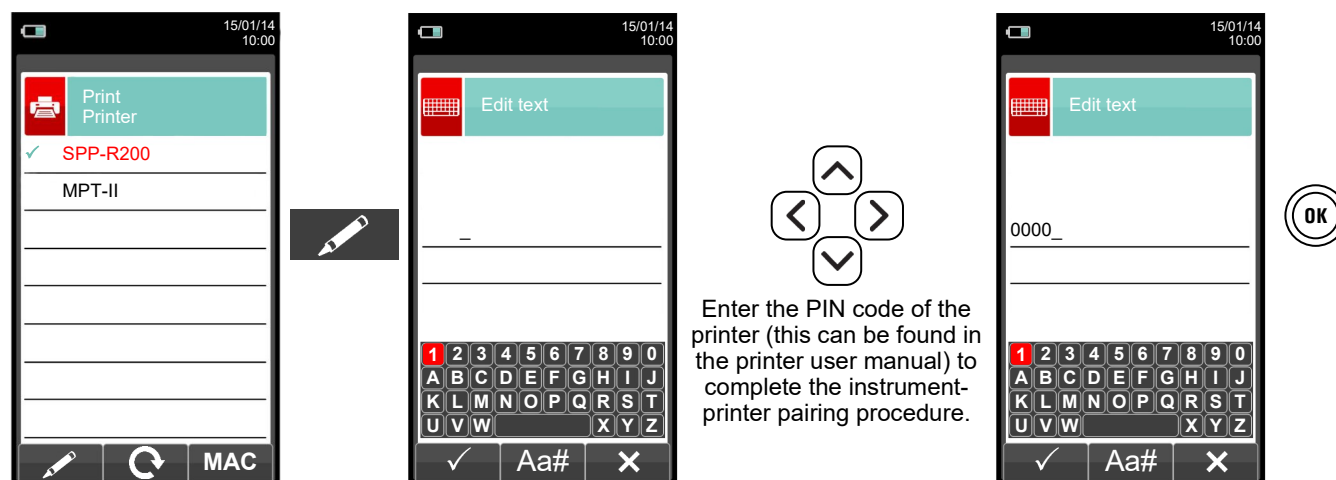 15/01/14
10:00
Print
Printer
✓ SPP-R200
MPT-II
MAC
15/01/14
10:00
Edit text
_
1 2 3 4 5 6 7 8 9 0
A B C D E F G H I J
K L M N O P Q R S T
U V W X Y Z
✓ Aa# ×
Enter the PIN code of the
printer (this can be found in
the printer user manual) to
complete the instrument-
printer pairing procedure.
15/01/14
10:00
Edit text
0000_
1 2 3 4 5 6 7 8 9 0
A B C D E F G H I J
K L M N O P Q R S T
U V W X Y Z
✓ Aa# ×
OK